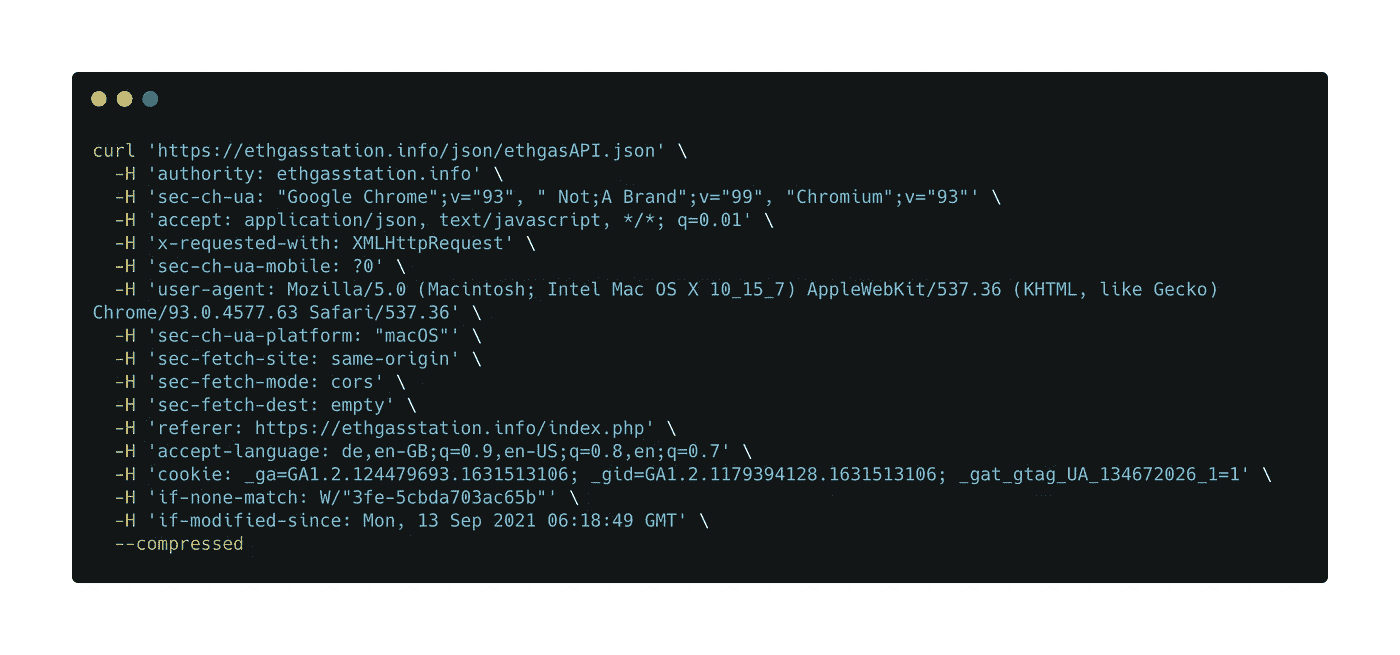 curl 'https://ethgasstation.info/json/ethgasAPI.json' \
-H 'authority: ethgasstation.info' \
-H 'sec-ch-ua: "Google Chrome";v="93", " Not;A Brand";v="99", "Chromium";v="93"' \
-H 'accept: application/json, text/javascript, */*; q=0.01' \
-H 'x-requested-with: XMLHttpRequest' \
-H 'sec-ch-ua-mobile: ?0' \
-H 'user-agent: Mozilla/5.0 (Macintosh; Intel Mac OS X 10_15_7) AppleWebKit/537.36 (KHTML, like Gecko)
Chrome/93.0.4577.63 Safari/537.36' \
-H 'sec-ch-ua-platform: "macOS"' \
-H 'sec-fetch-site: same-origin' \
-H 'sec-fetch-mode: cors' \
-H 'sec-fetch-dest: empty' \
-H 'referer: https://ethgasstation.info/index.php' \
-H 'accept-language: de,en-GB;q=0.9,en-US;q=0.8,en;q=0.7' \
-H 'cookie: _ga=GA1.2.124479693.1631513106; _gid=GA1.2.1179394128.1631513106; _gat_gtag_UA_134672026_1=1' \
-H 'if-none-match: W/"3fe-5cbda703ac65b"' \
-H 'if-modified-since: Mon, 13 Sep 2021 06:18:49 GMT' \
--compressed